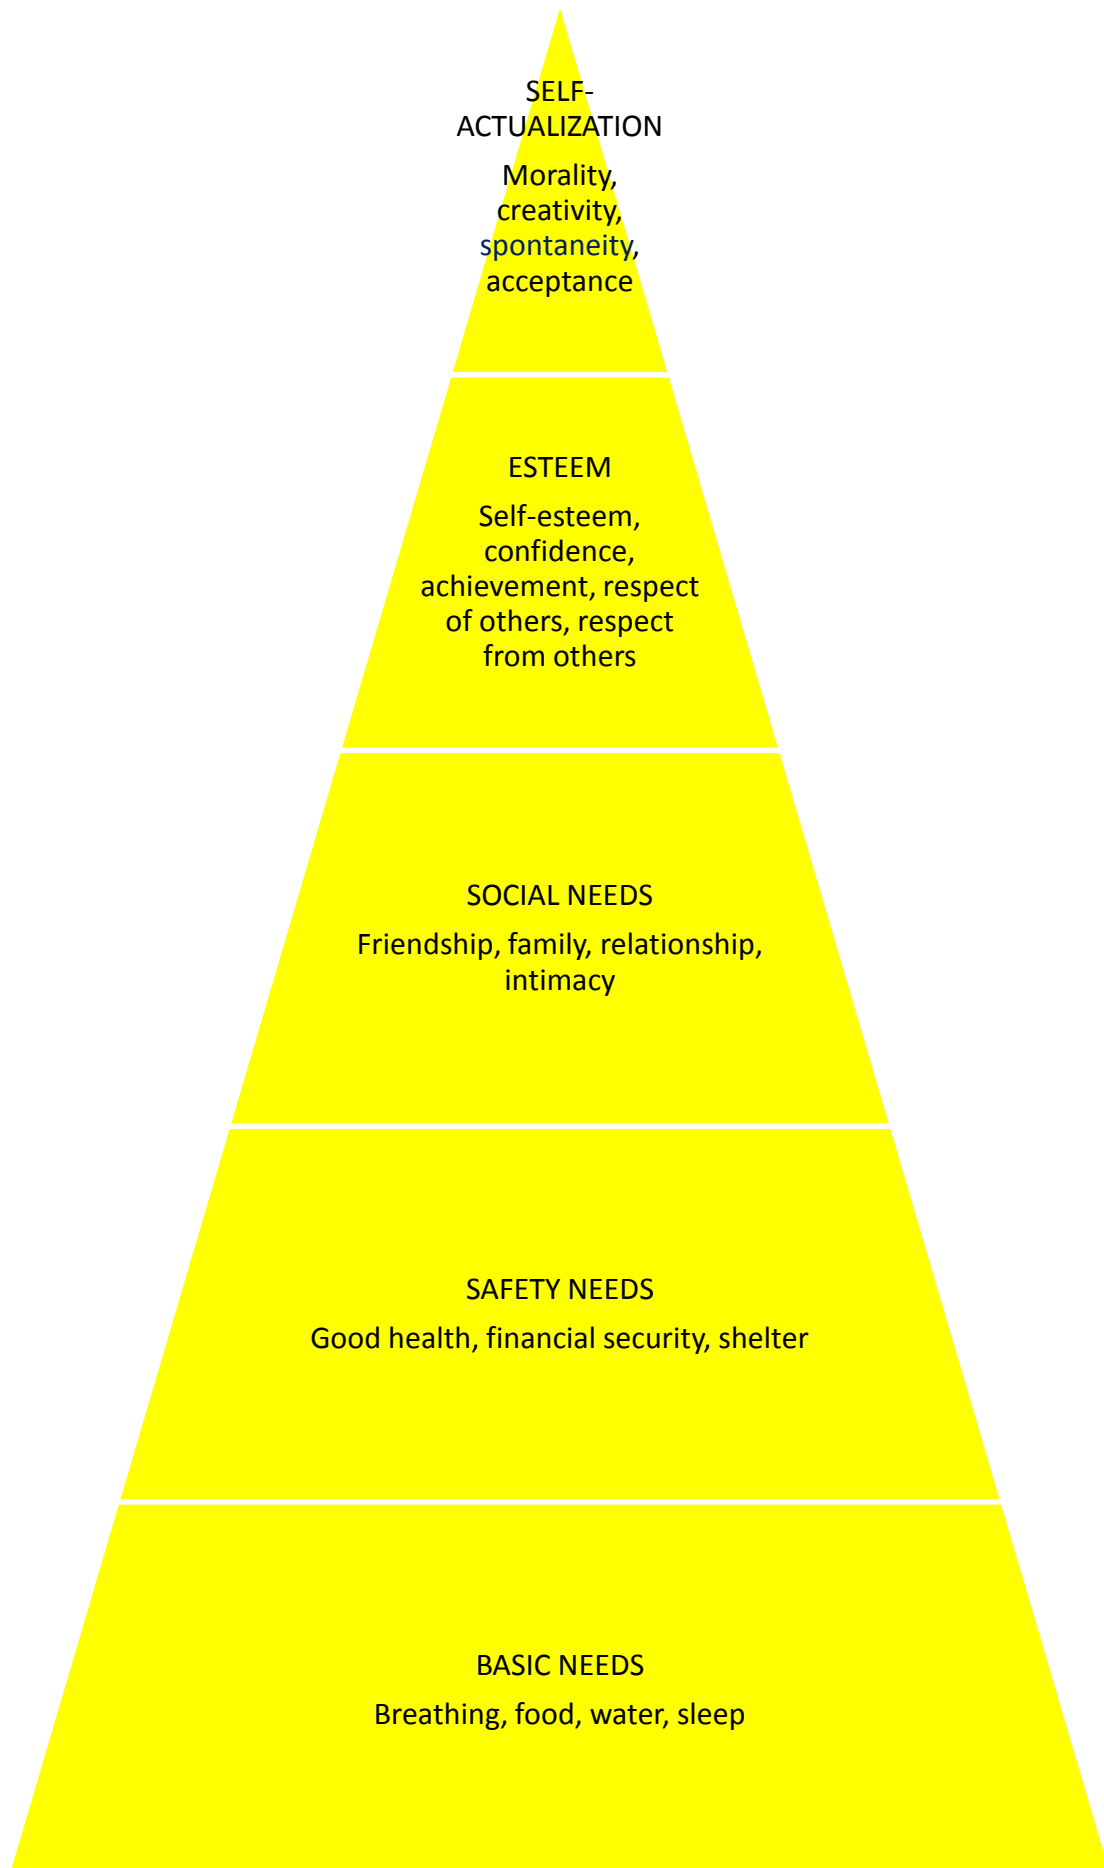 SELF-
ACTUALIZATION
Morality,
creativity,
spontaneity,
acceptance
ESTEEM
Self-esteem,
confidence,
achievement, respect
of others, respect
from others
SOCIAL NEEDS
Friendship, family, relationship,
intimacy
SAFETY NEEDS
Good health, financial security, shelter
BASIC NEEDS
Breathing, food, water, sleep